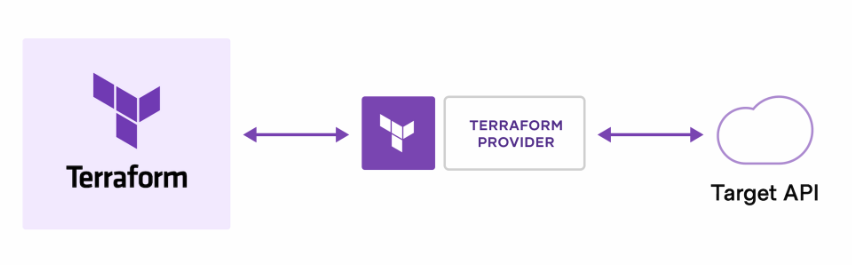 Terraform
TERRAFORM
PROVIDER
Target API